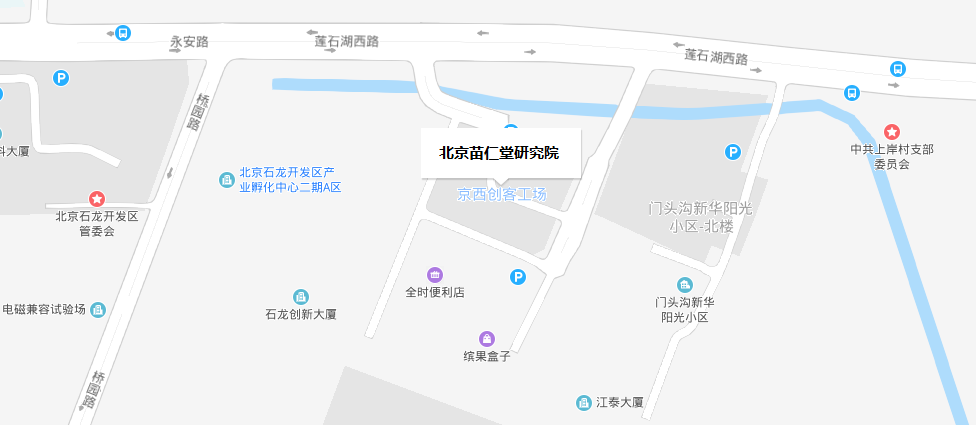 永安路
莲石湖西路
莲石湖西路
桥园路
P
科大厦
北京苗仁堂研究院
P
中共上岸村支部
委员会
北京石龙开发区产
业孵化中心二期A区
京西创客工场
北京石龙开发区
管委会
门头沟新华阳光
小区-北楼
P
全时便利店
电磁兼容试验场
石龙创新大厦
门头沟新华
阳光小区
缤果盒子
桥园路
江泰大厦